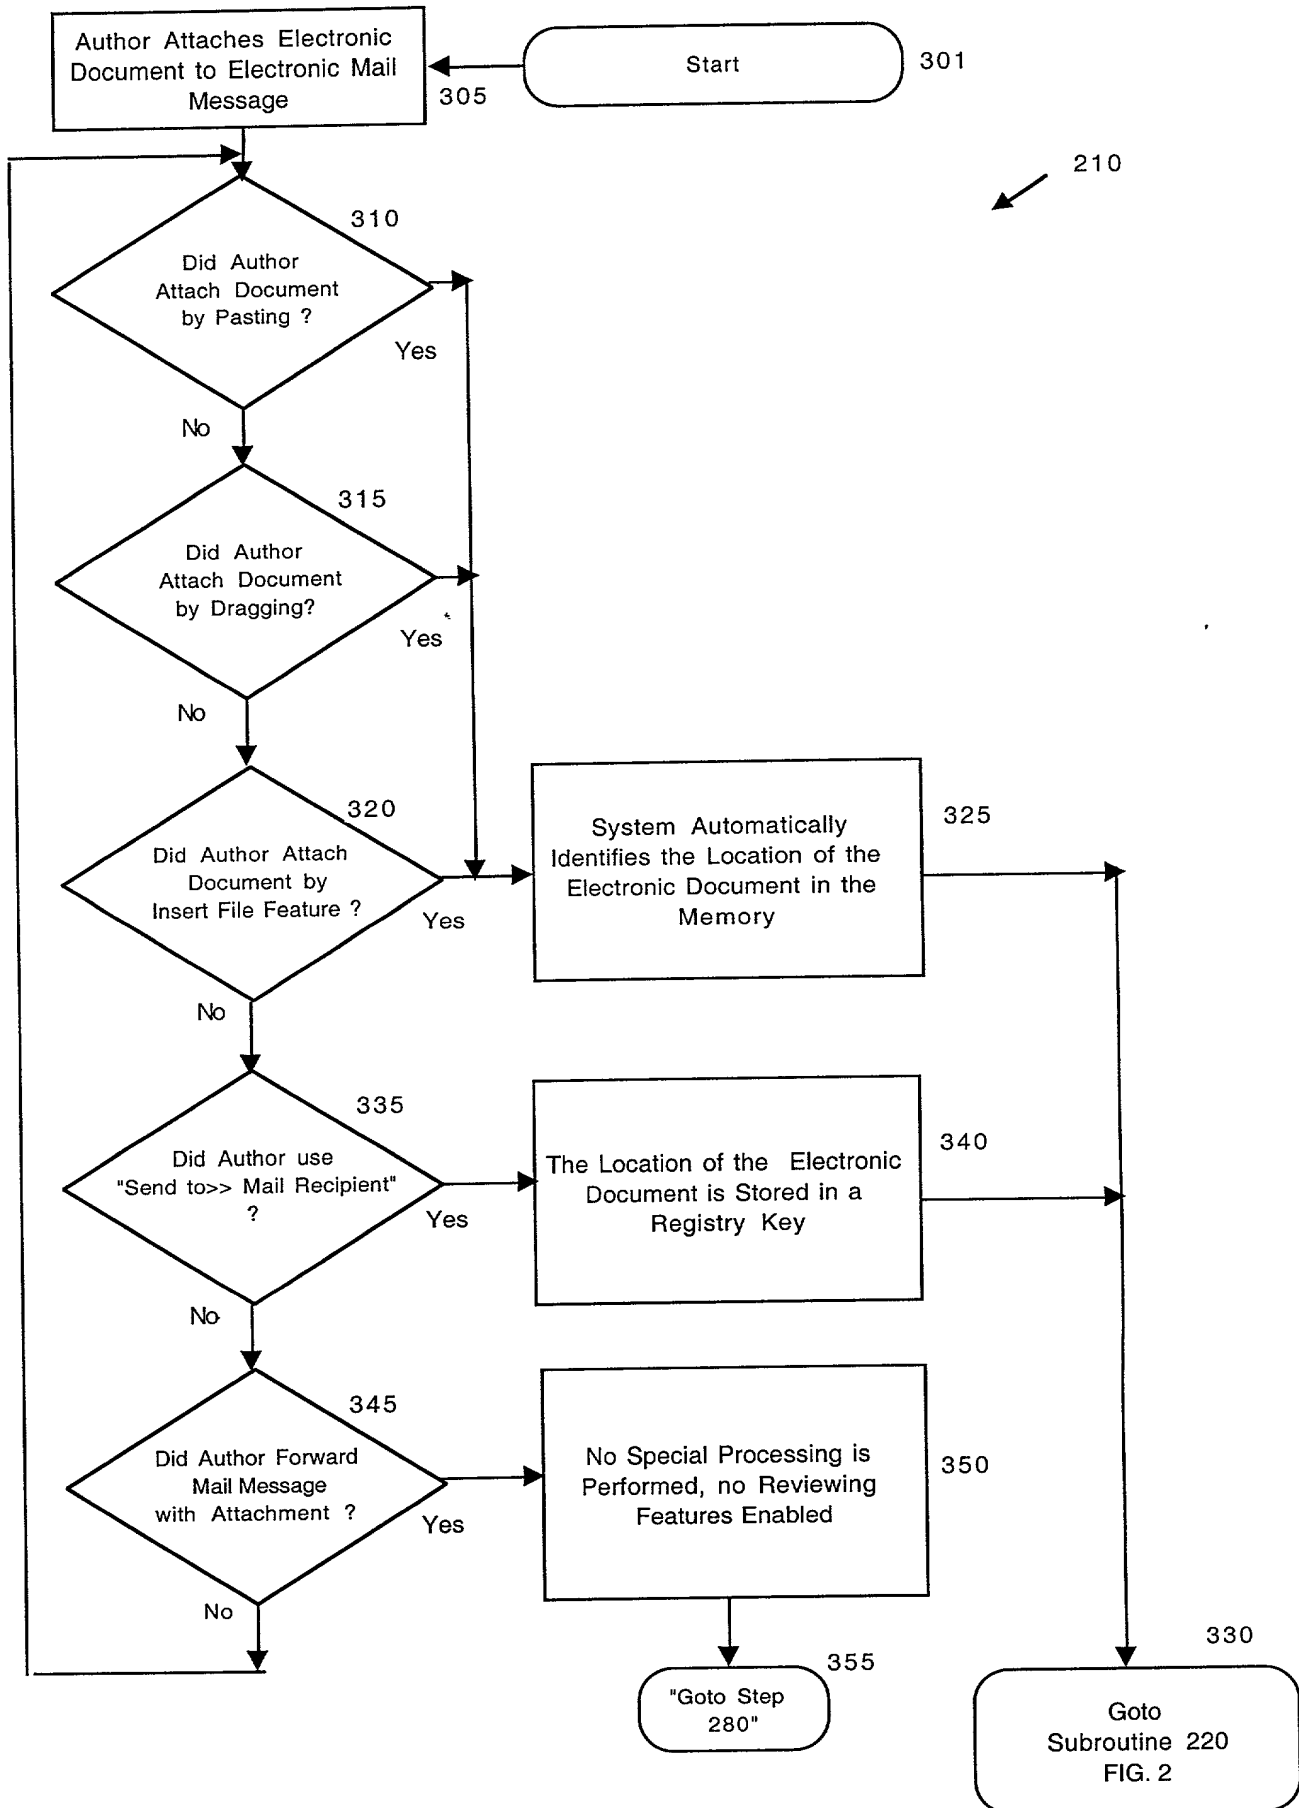 Author Attaches Electronic
Document to Electronic Mail
Message
305
Start
301
210
310
Did Author
Attach Document
by Pasting ?
Yes
No
315
Did Author
Attach Document
by Dragging?
Yes
No
320
Did Author Attach
Document by
Insert File Feature ?
Yes
No
System Automatically
Identifies the Location of the
Electronic Document in the
Memory
325
335
Did Author use
"Send to>> Mail Recipient"
?
Yes
No
The Location of the Electronic
Document is Stored in a
Registry Key
340
345
Did Author Forward
Mail Message
with Attachment ?
Yes
No
No Special Processing is
Performed, no Reviewing
Features Enabled
350
355
"Goto Step
280"
330
Goto
Subroutine 220
FIG. 2